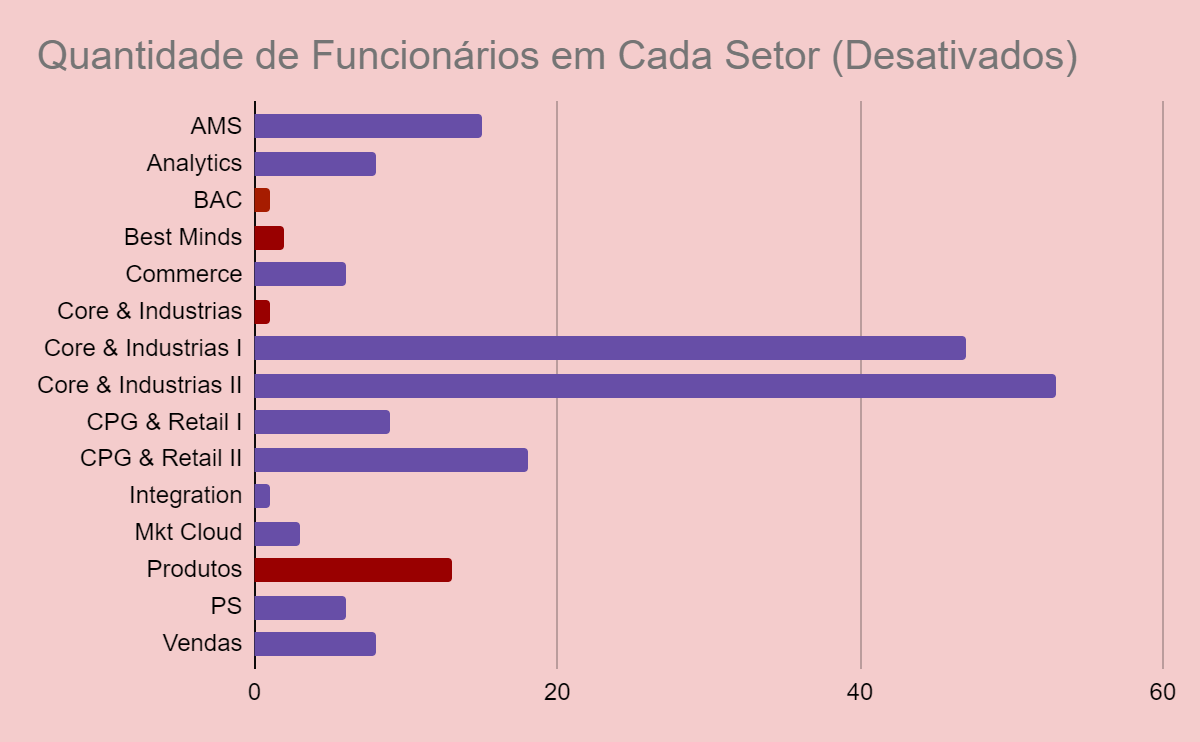 Quantidade de Funcionários em Cada Setor (Desativados)
AMS
Analytics
BAC
Best Minds
Commerce
Core & Industrias
Core & Industrias I
Core & Industrias II
CPG & Retail I
CPG & Retail II
Integration
Mkt Cloud
Produtos
PS
Vendas
0 20 40 60